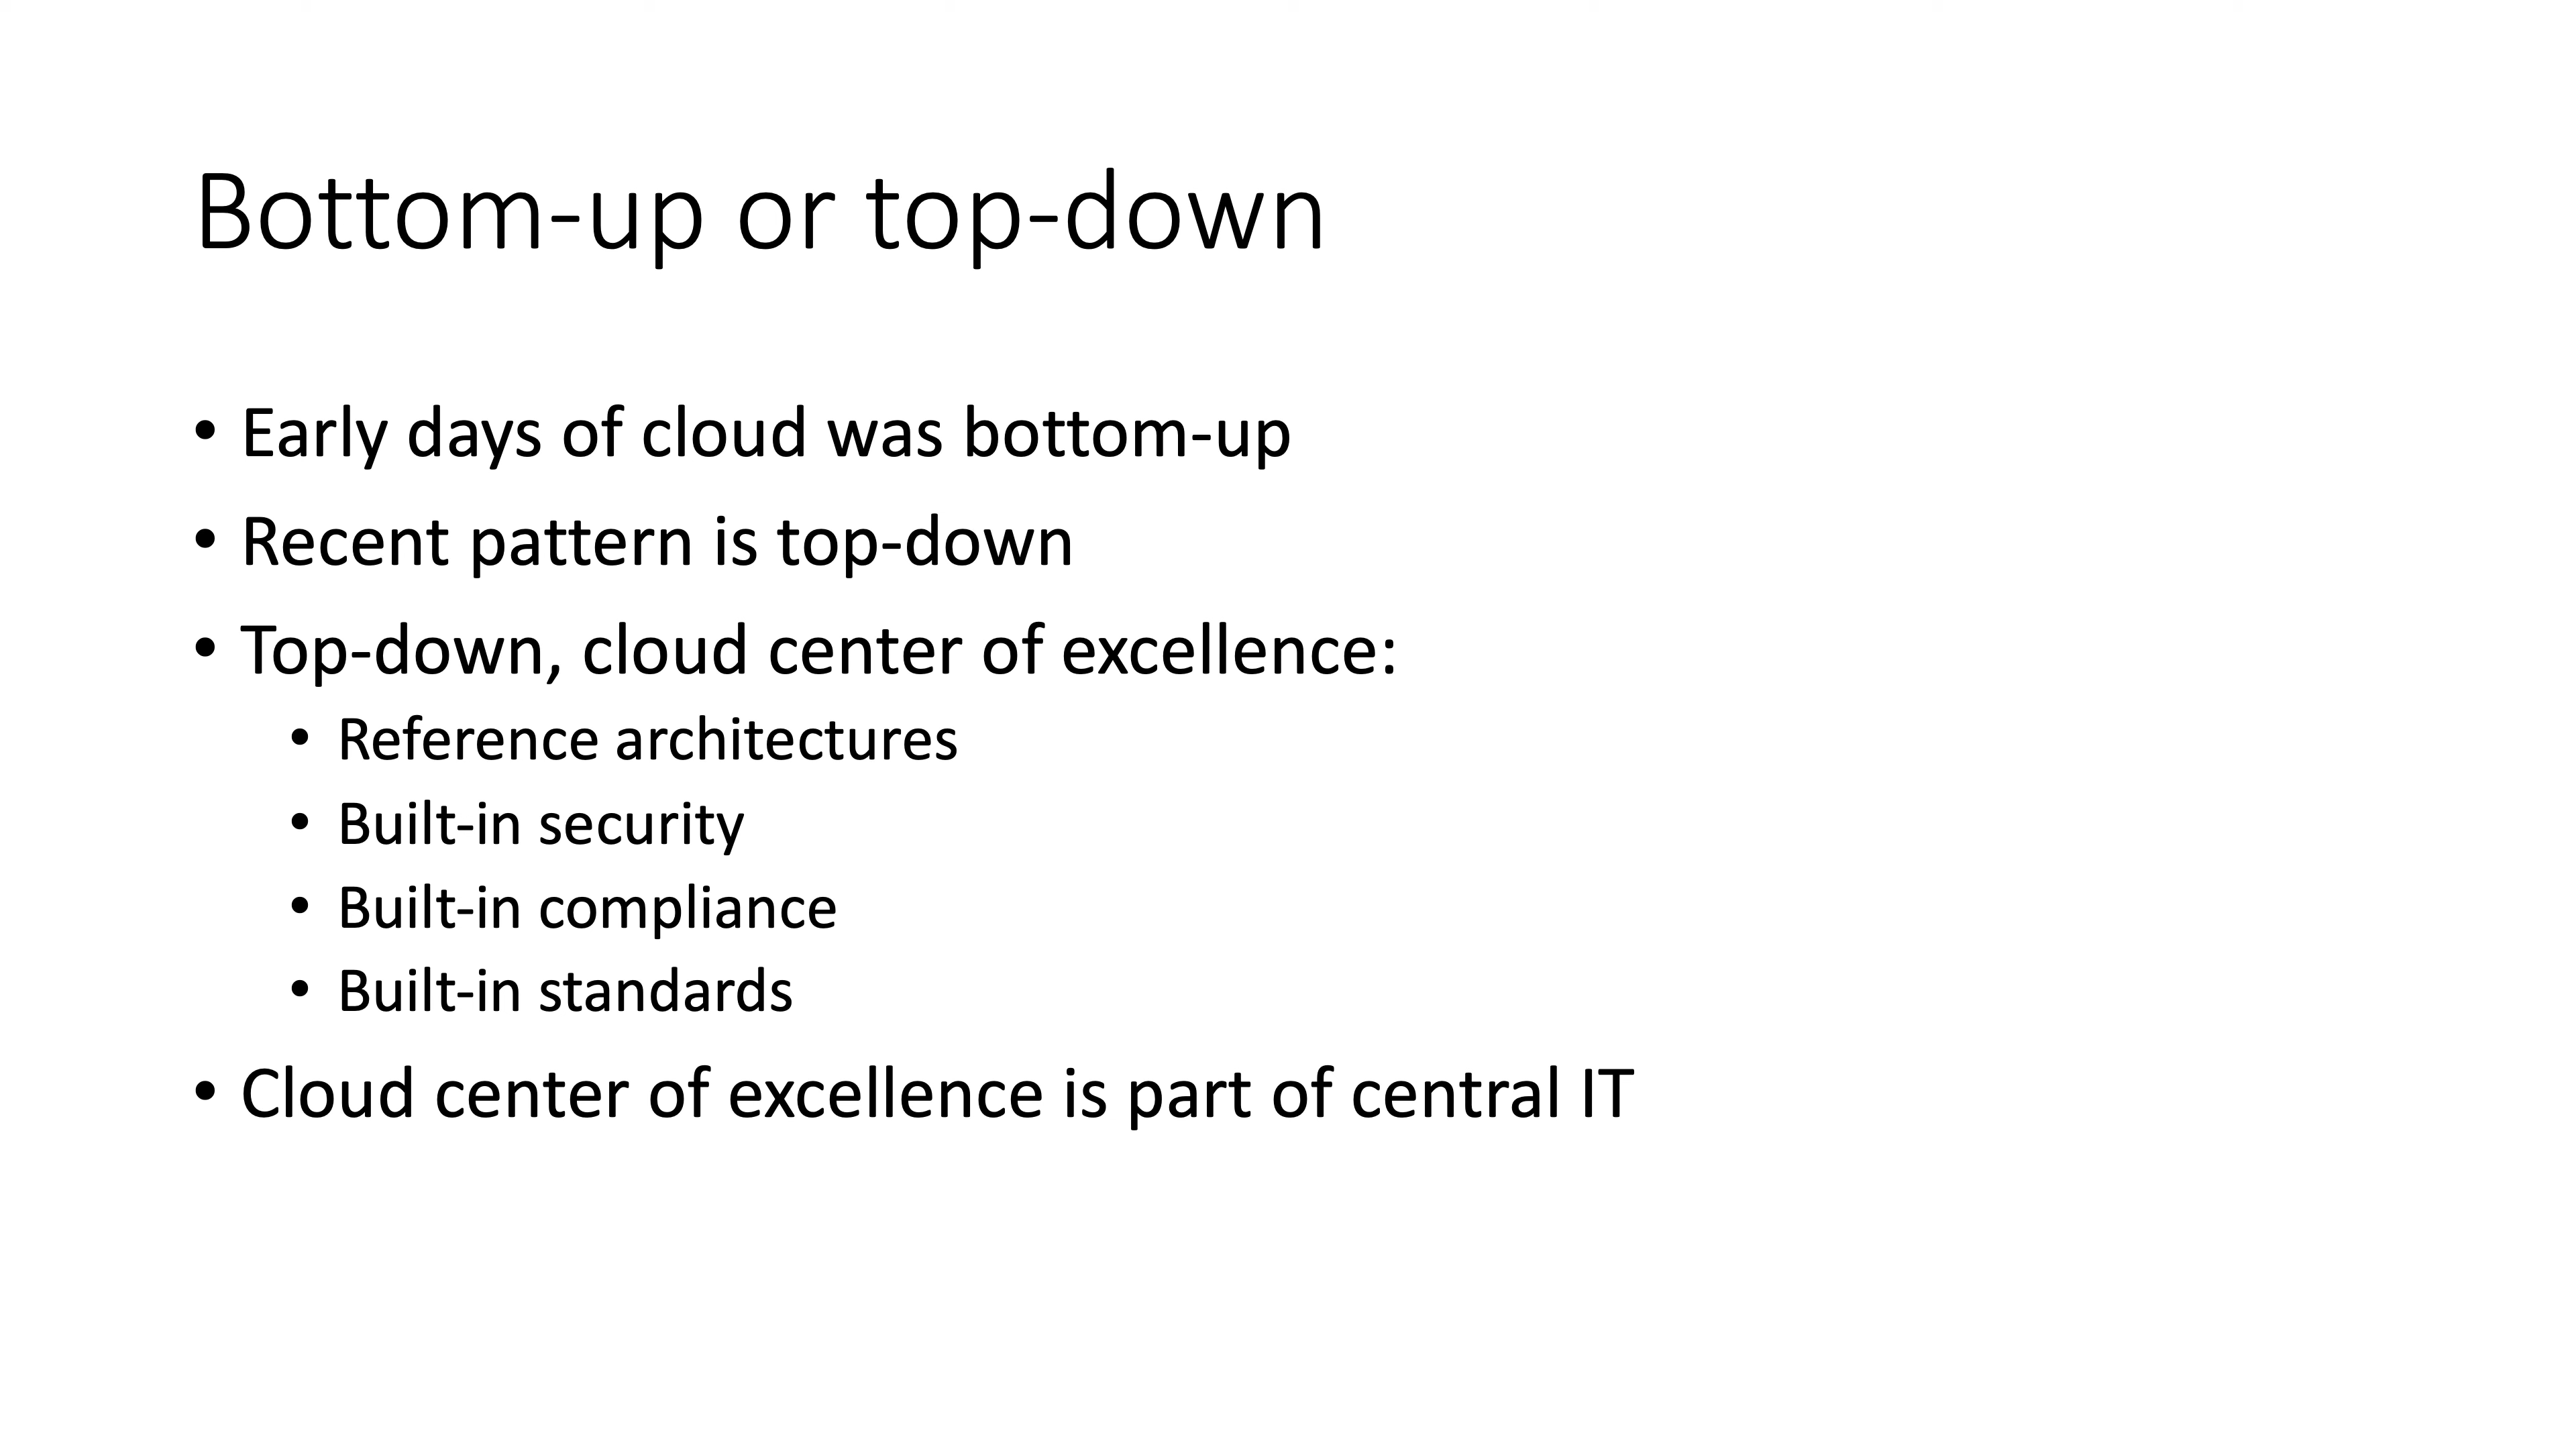 Bottom-up or top-down
• Early days of cloud was bottom-up
• Recent pattern is top-down
• Top-down, cloud center of excellence:
• Reference architectures
• Built-in security
• Built-in compliance
• Built-in standards
• Cloud center of excellence is part of central IT